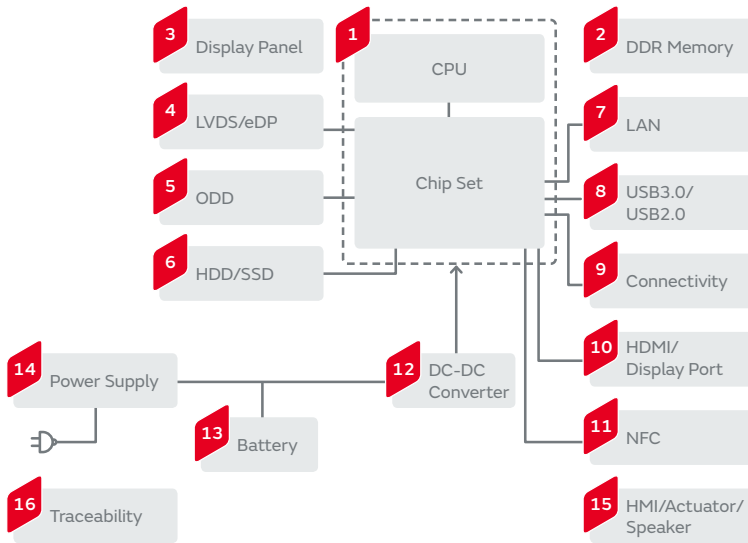 3
Display Panel
1
CPU
2
DDR Memory
4
LVDS/eDP
7
LAN
Chip Set
5
ODD
8
USB3.0/
USB2.0
6
HDD/SSD
9
Connectivity
10
HDMI/
Display Port
14
Power Supply
12
DC-DC
Converter
13
Battery
11
NFC
16
Traceability
15
HMI/Actuator/
Speaker